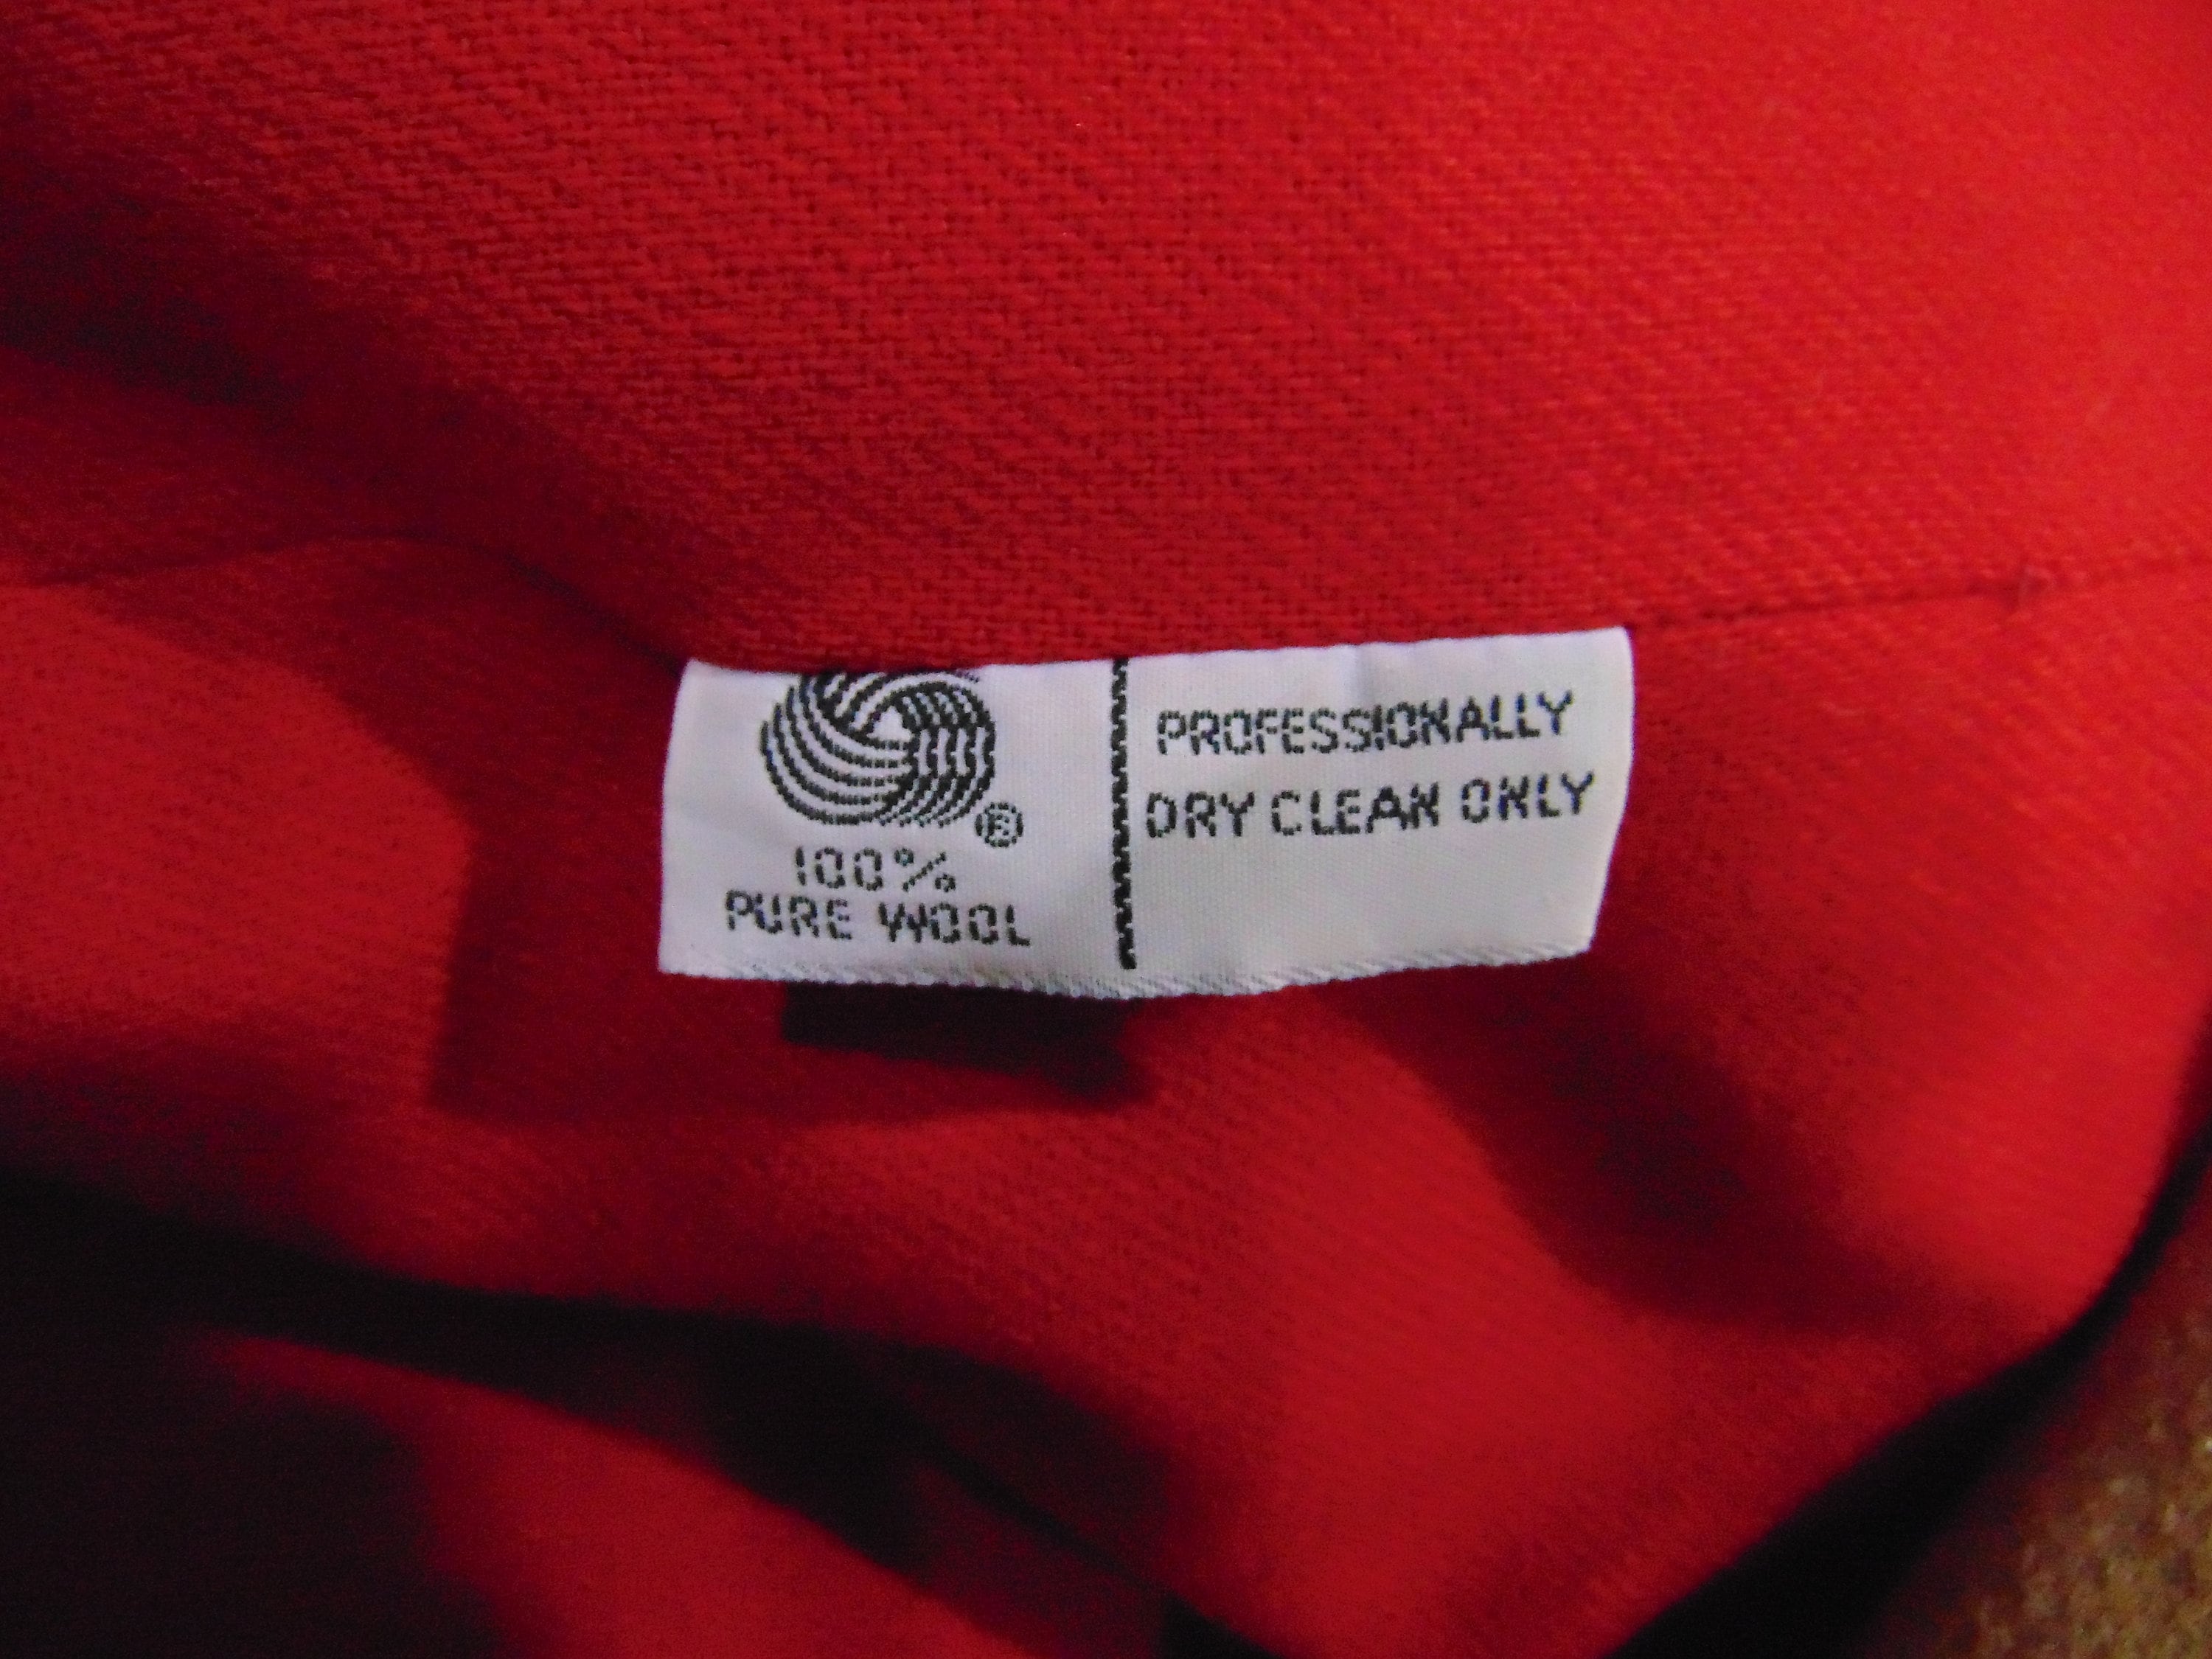 ®
100%
PURE WOOL
PROFESSIONALLY
DRY CLEAN ONLY